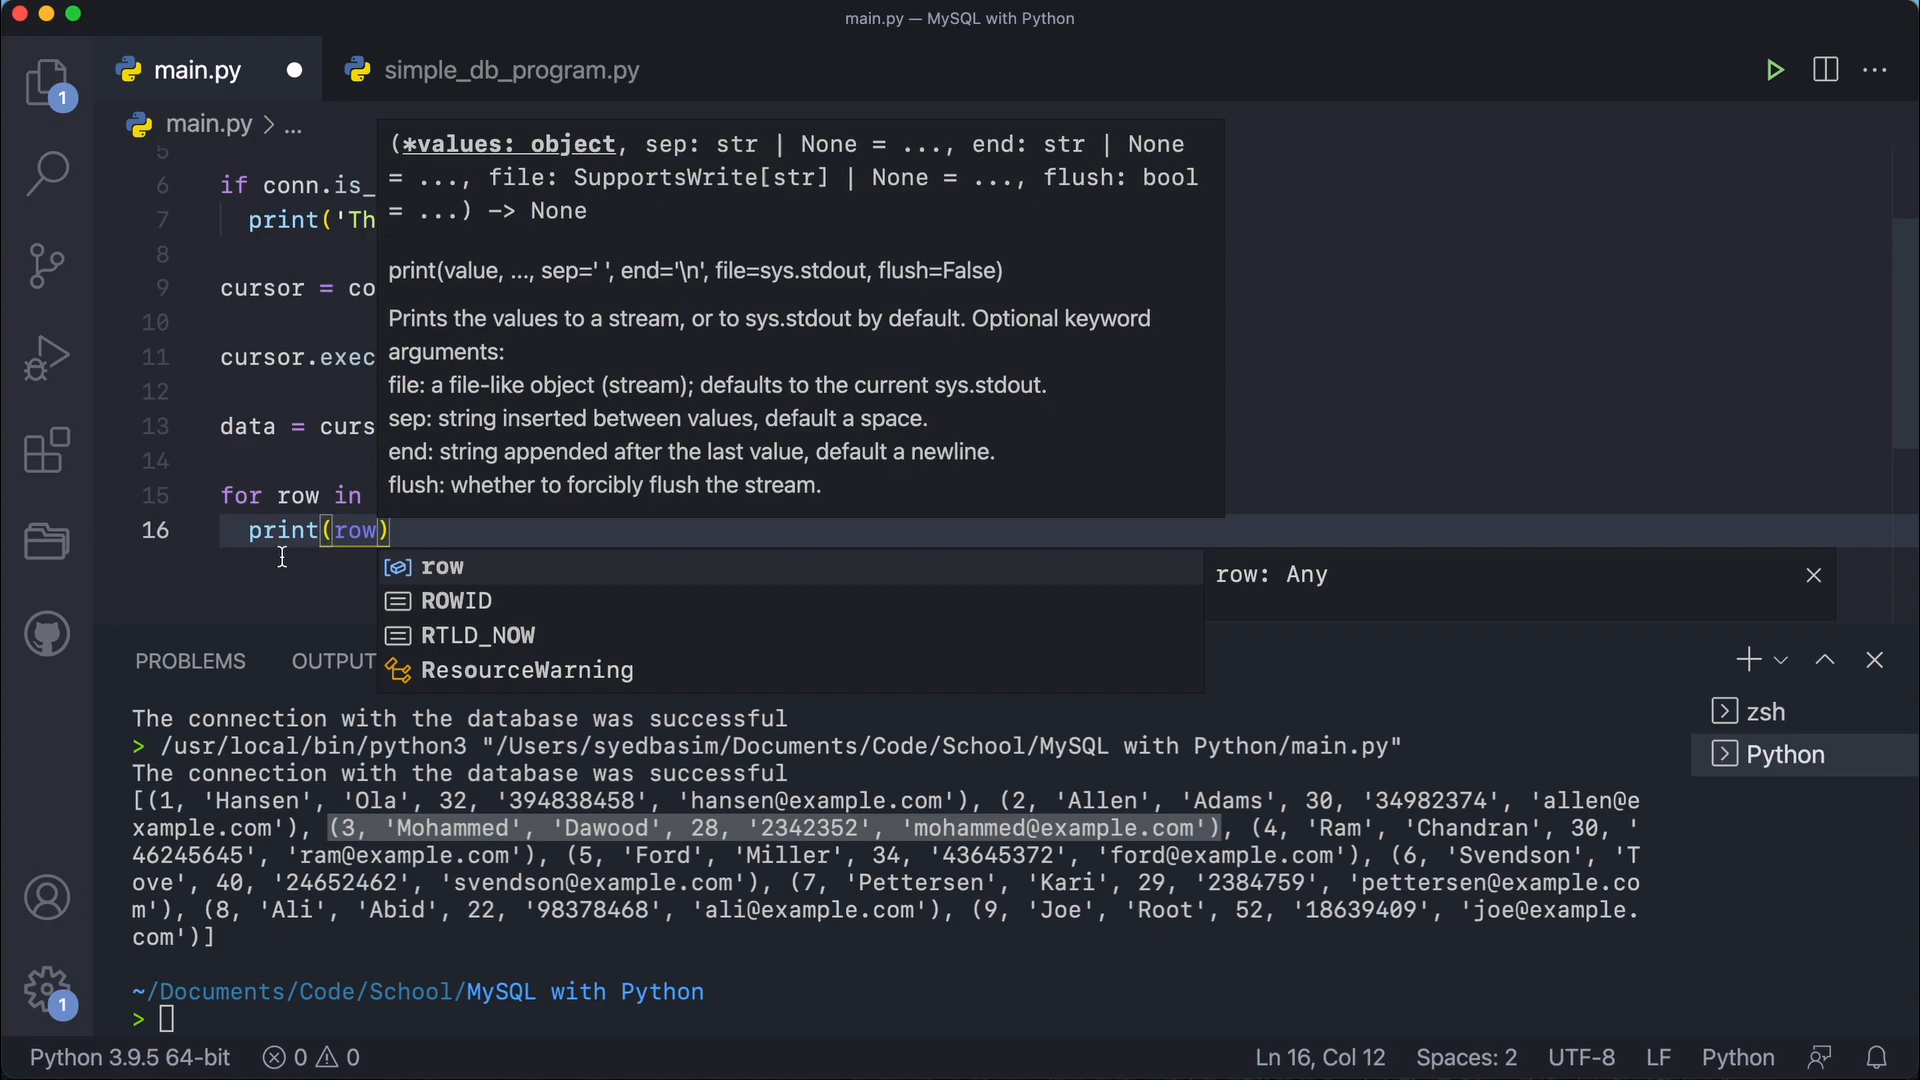 main.py — MySQL with Python
main.py
simple_db_program.py
1
main.py > ...
(*values: object, sep: str | None = ..., end: str | None
= ..., file: SupportsWrite[str] | None = ..., flush: bool
= ...) -> None
print(value, ..., sep=' ', end='\n', file=sys.stdout, flush=False)
Prints the values to a stream, or to sys.stdout by default. Optional keyword
arguments:
file: a file-like object (stream); defaults to the current sys.stdout.
sep: string inserted between values, default a space.
end: string appended after the last value, default a newline.
flush: whether to forcibly flush the stream.
5
6 if conn.is_
7 print('Th
8
9 cursor = co
10
11 cursor.exec
12
13 data = curs
14
15 for row in
16 print(row)
row
ROWID
RTLD_NOW
ResourceWarning
row: Any
PROBLEMS OUTPUT
zsh
Python
The connection with the database was successful
> /usr/local/bin/python3 "/Users/syedbasim/Documents/Code/School/MySQL with Python/main.py"
The connection with the database was successful
[(1, 'Hansen', 'Ola', 32, '394838458', 'hansen@example.com'), (2, 'Allen', 'Adams', 30, '34982374', 'allen@e
xample.com'), (3, 'Mohammed', 'Dawood', 28, '2342352', 'mohammed@example.com'), (4, 'Ram', 'Chandran', 30, '
46245645', 'ram@example.com'), (5, 'Ford', 'Miller', 34, '43645372', 'ford@example.com'), (6, 'Svendson', 'T
ove', 40, '24652462', 'svendson@example.com'), (7, 'Pettersen', 'Kari', 29, '2384759', 'pettersen@example.co
m'), (8, 'Ali', 'Abid', 22, '98378468', 'ali@example.com'), (9, 'Joe', 'Root', 52, '18639409', 'joe@example.
com')]
~/Documents/Code/School/MySQL with Python
>
1
Python 3.9.5 64-bit 0 0 Ln 16, Col 12 Spaces: 2 UTF-8 LF Python